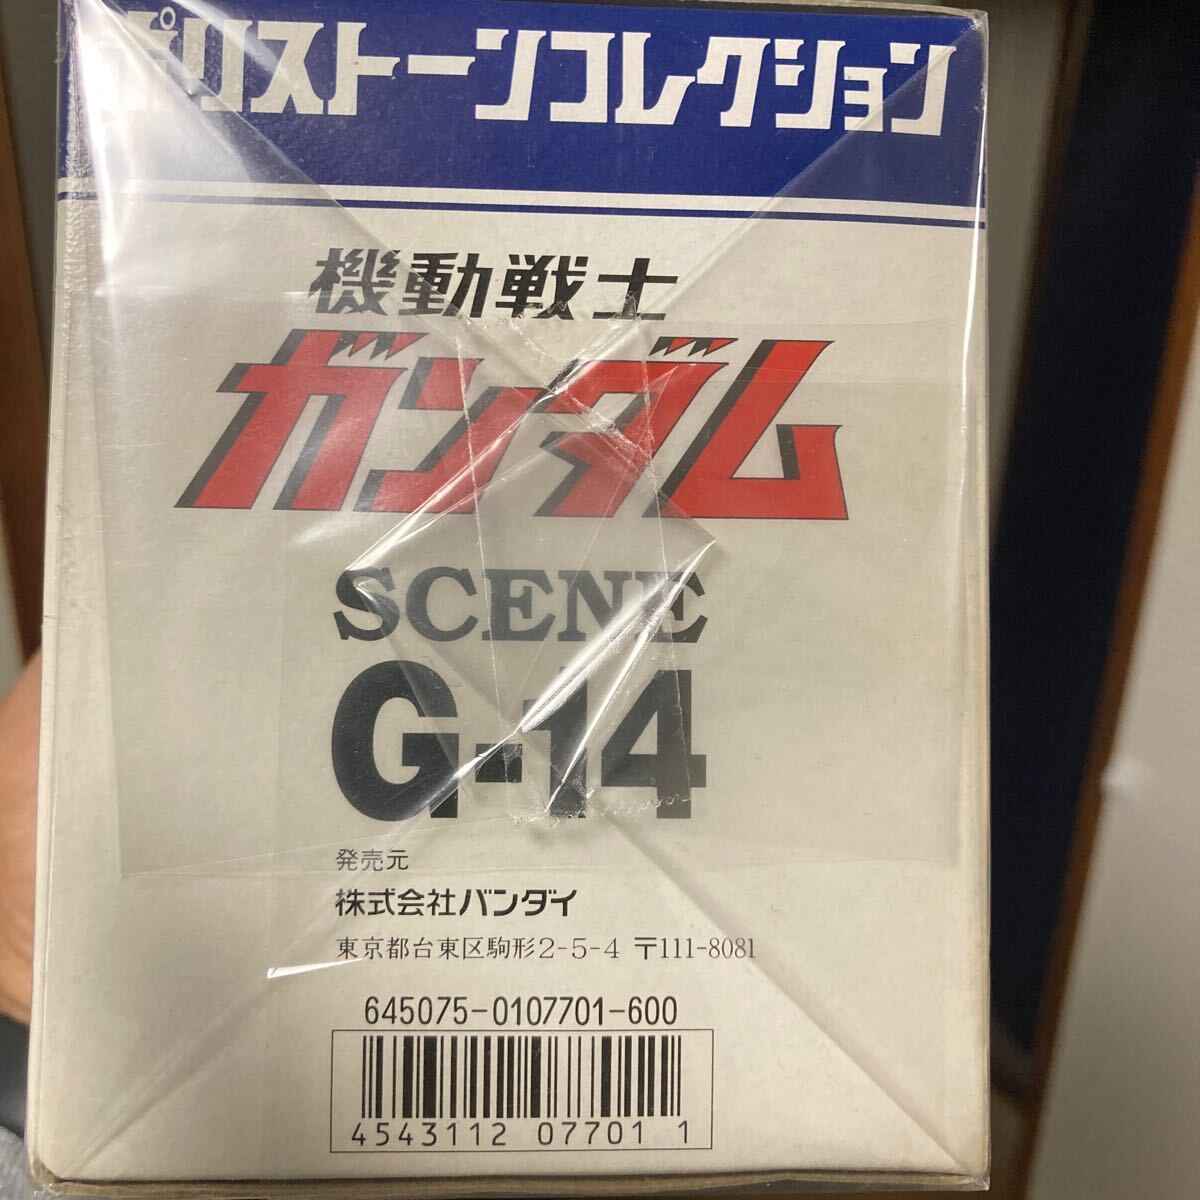 ポリストーンコレクション
機動戦士
ガンダム
SCENE
G-14
発売元
株式会社バンダイ
東京都台東区駒形2-5-4 〒111-8081
645075-0107701-600
4543112 07701 1